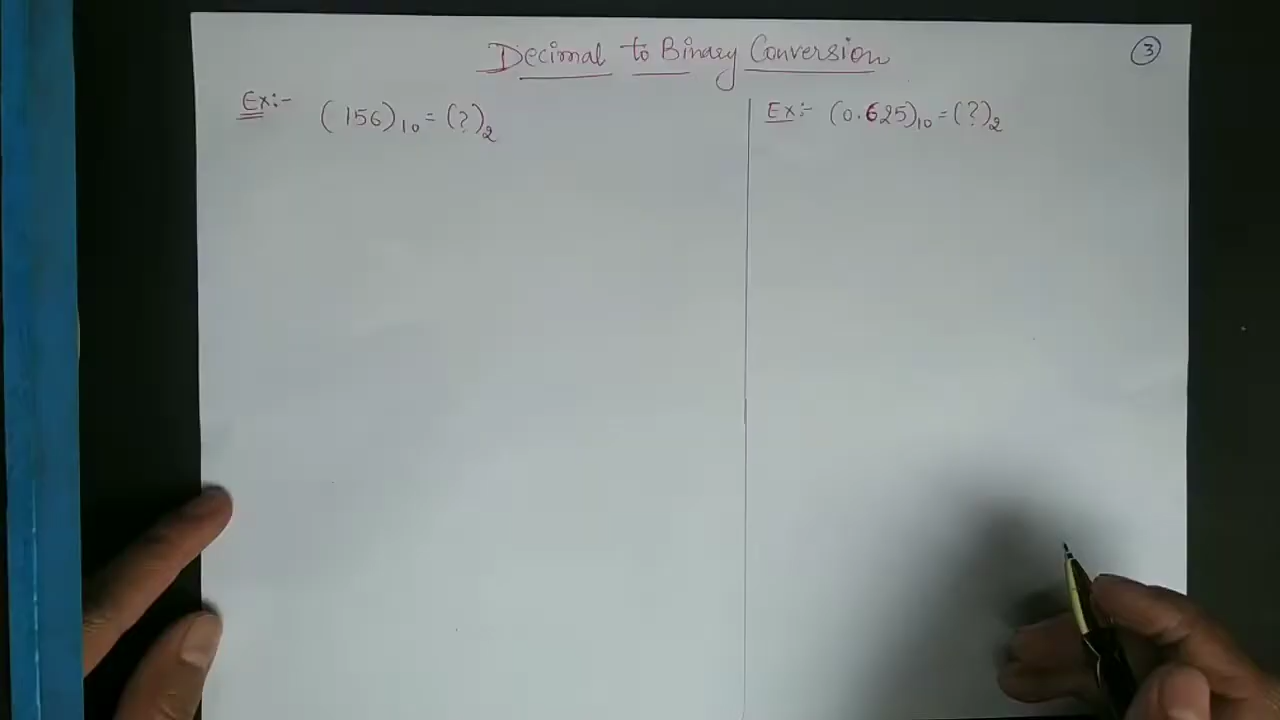 Decimal to Binary Conversion
3
Ex:- (156)₁₀ = (?)₂
Ex:- (0.625)₁₀ = (?)₂